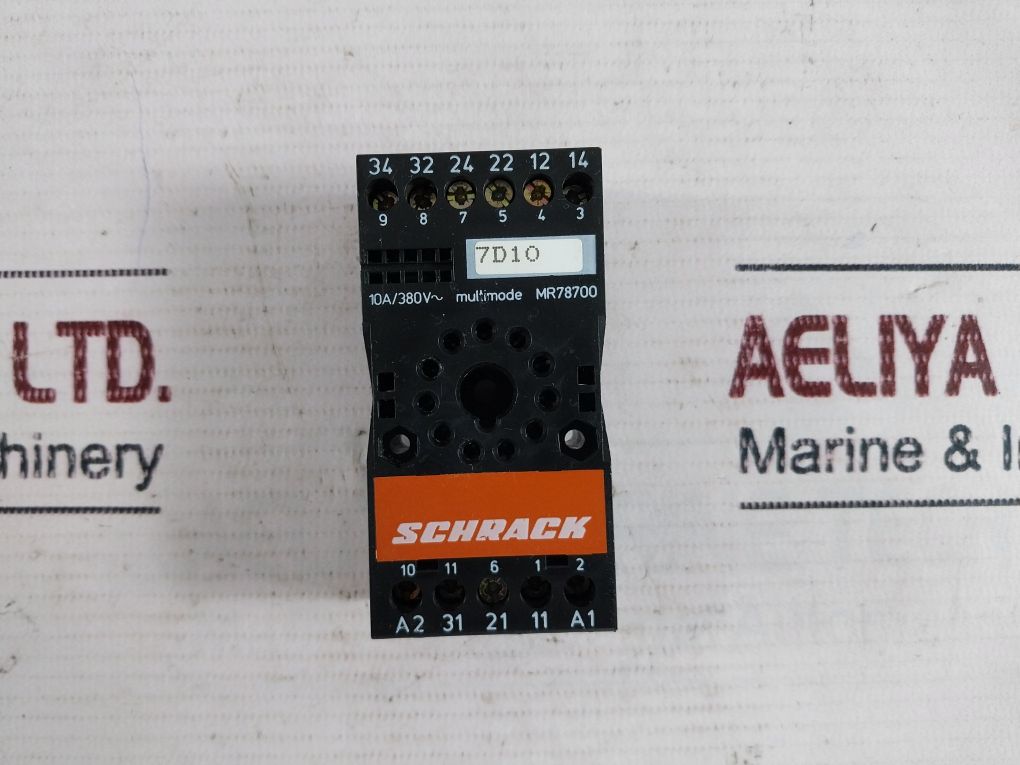 34 32 24 22 12 14
9 8 7 5 4 3
7D10
10A/380V~ multimode MR78700
LTD.
AELIYA
Marine & I
hinery
SCHRACK
10 11 6 1 2
A2 31 21 11 A1